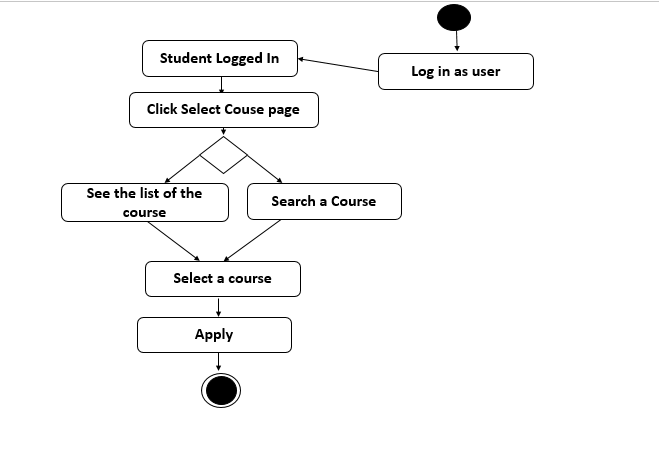 Log in as user
Student Logged In
Click Select Couse page
See the list of the
course
Search a Course
Select a course
Apply